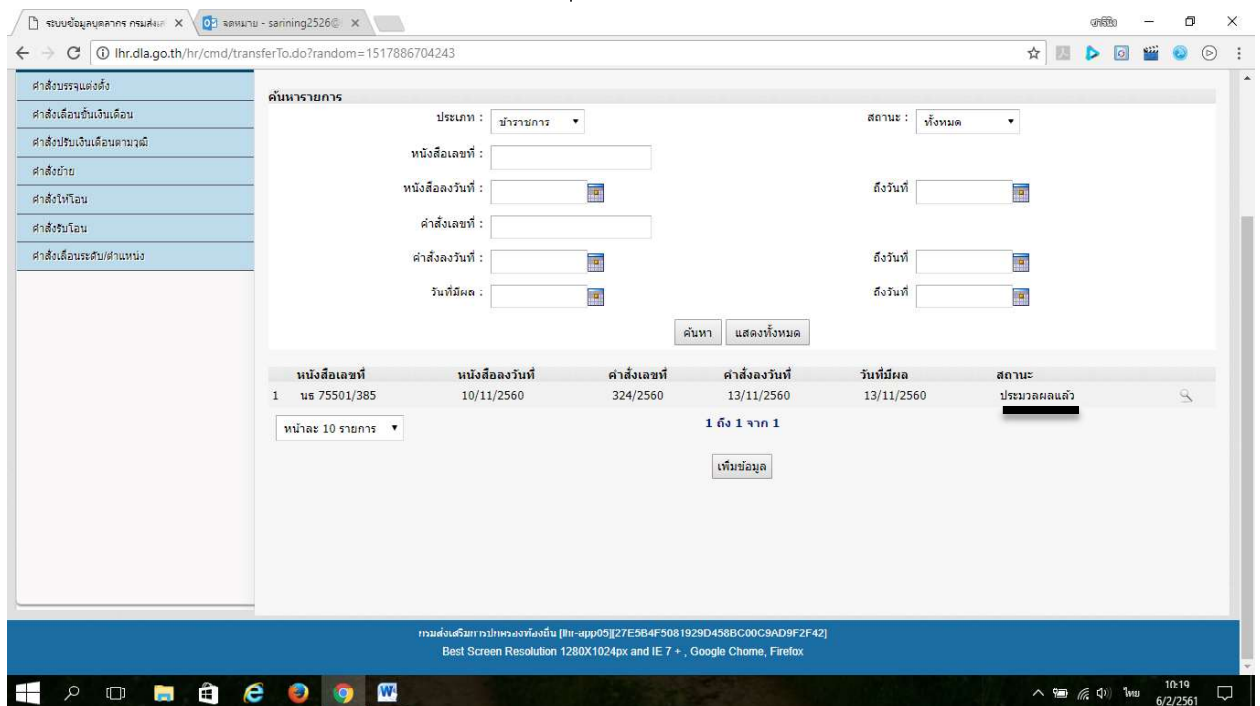 ระบบข้อมูลบุคลากร กรมส่งเส
จดหมาย - sarining2526@
lhr.dla.go.th/hr/cmd/transferTo.do?random=1517886704243
คำสั่งบรรจุแต่งตั้ง
คำสั่งเลื่อนขั้นเงินเดือน
คำสั่งปรับเงินเดือนตามวุฒิ
คำสั่งย้าย
คำสั่งให้โอน
คำสั่งรับโอน
คำสั่งเลื่อนระดับ/ตำแหน่ง
ค้นหารายการ
ประเภท : ข้าราชการ สถานะ : ทั้งหมด
หนังสือเลขที่ :
หนังสือลงวันที่ : ถึงวันที่
คำสั่งเลขที่ :
คำสั่งลงวันที่ : ถึงวันที่
วันที่มีผล : ถึงวันที่
ค้นหา แสดงทั้งหมด
หนังสือเลขที่ หนังสือลงวันที่ คำสั่งเลขที่ คำสั่งลงวันที่ วันที่มีผล สถานะ
1 นธ 75501/385 10/11/2560 324/2560 13/11/2560 13/11/2560 ประมวลผลแล้ว
หน้าละ 10 รายการ 1 ถึง 1 จาก 1
เพิ่มข้อมูล
กรมส่งเสริมการปกครองท้องถิ่น [lhr-app05][27E5B4F5081929D458BC00C9AD9F2F42]
Best Screen Resolution 1280X1024px and IE 7 + , Google Chome, Firefox
ไทย
10:19
6/2/2561